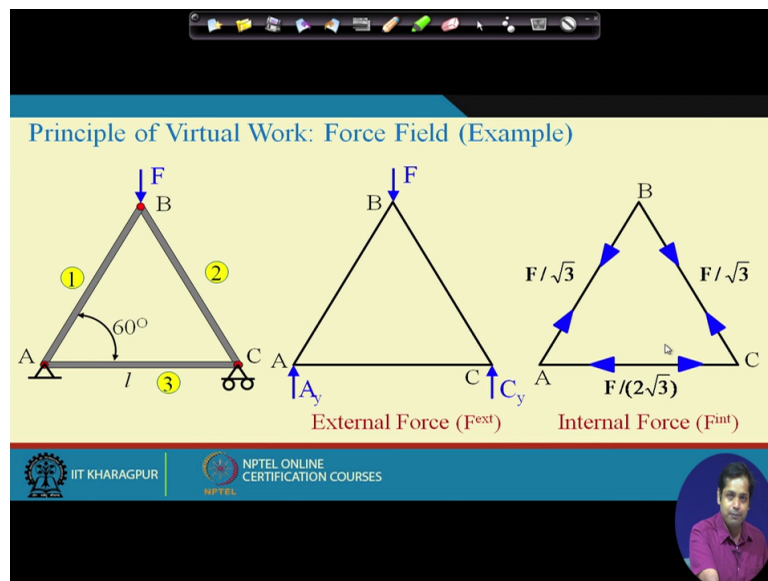 Principle of Virtual Work: Force Field (Example)
F
B
1
2
60°
A
C
l
3
F
B
A
C
Ay
Cy
External Force (Fext)
B
F/√3
F/√3
A
C
F/(2√3)
Internal Force (Fint)
IIT KHARAGPUR
NPTEL
NPTEL ONLINE
CERTIFICATION COURSES